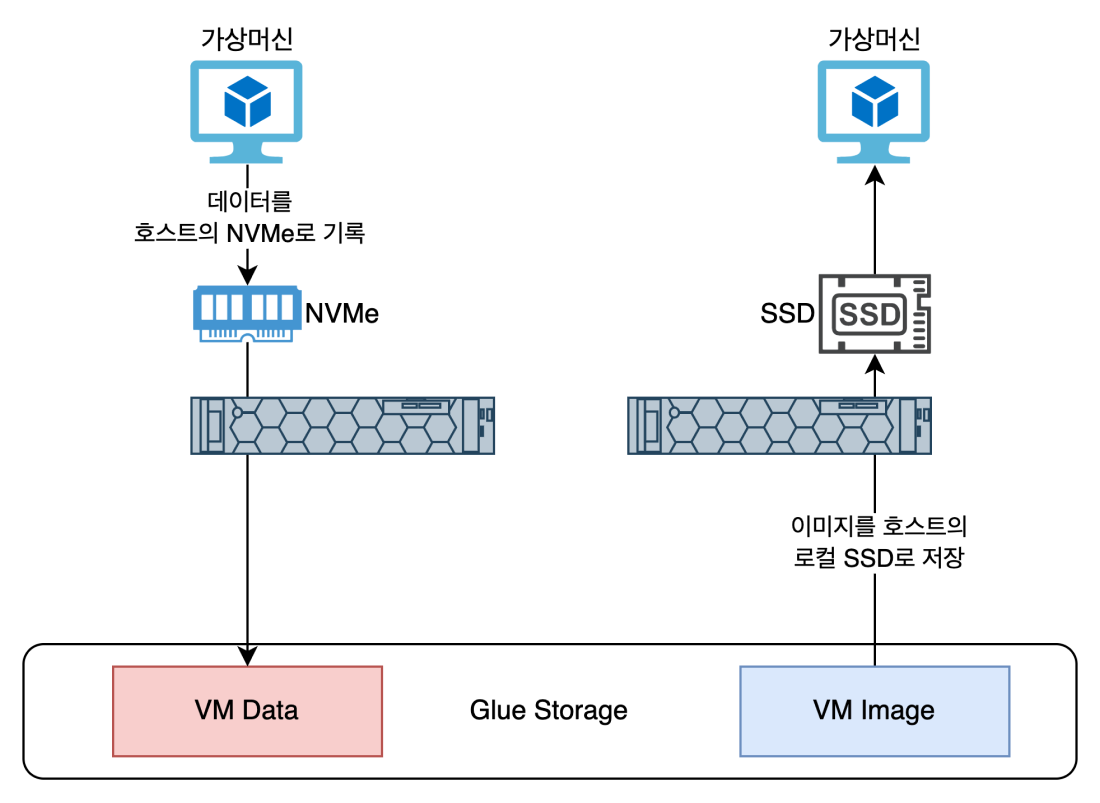 가상머신
가상머신
데이터를
호스트의 NVMe로 기록
NVMe
SSD
SSD
이미지를 호스트의
로컬 SSD로 저장
VM Data
Glue Storage
VM Image